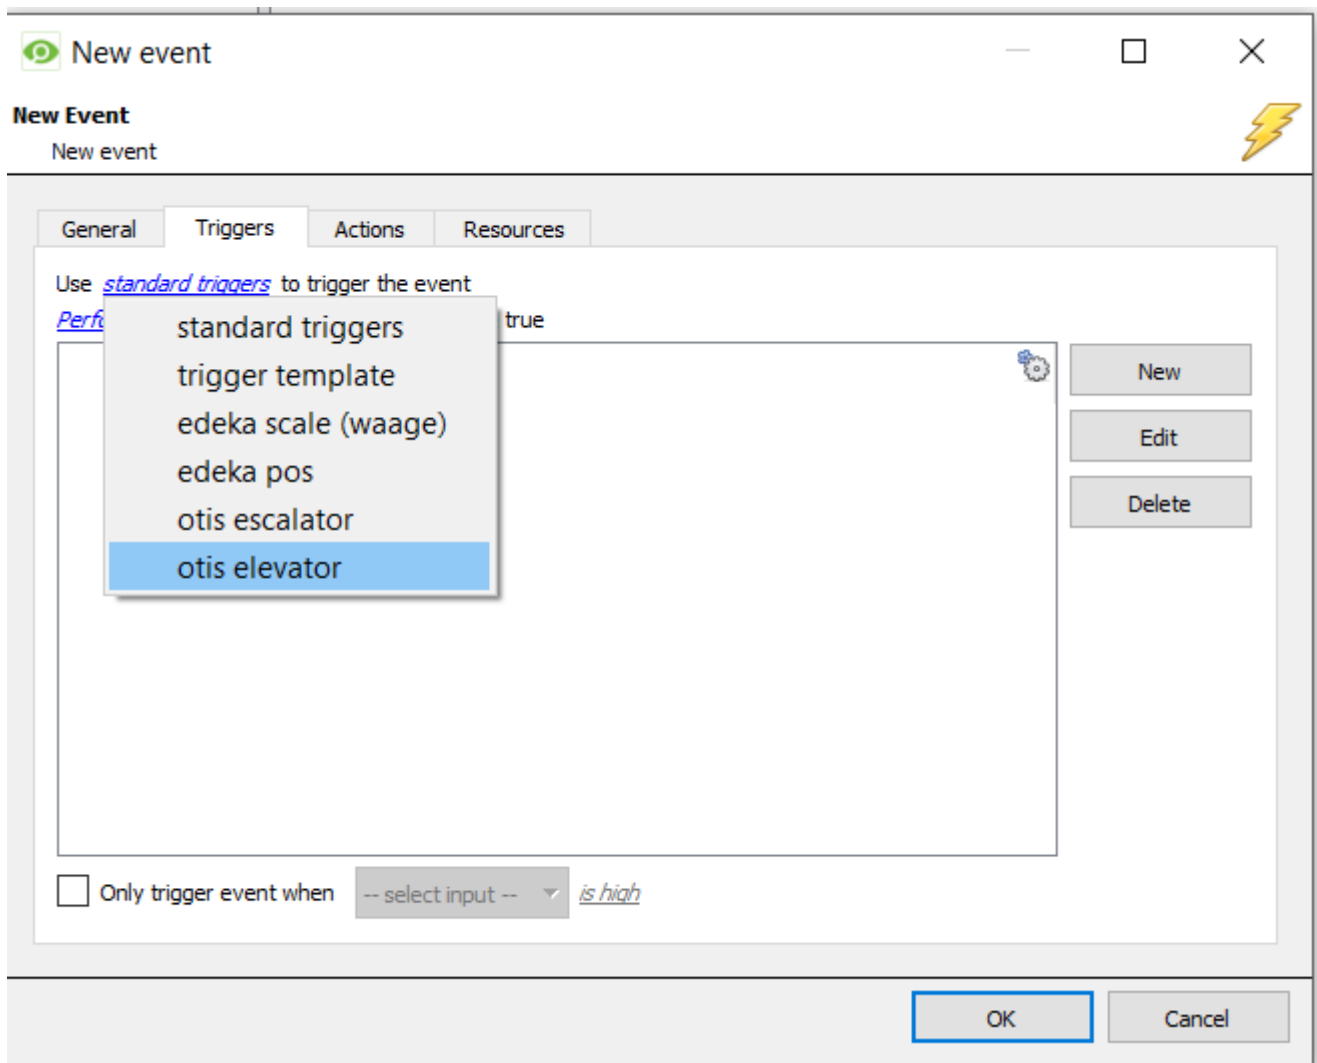 New event
New Event
New event
General Triggers Actions Resources
Use standard triggers to trigger the event
true
standard triggers
trigger template
edeka scale (waage)
edeka pos
otis escalator
otis elevator
New
Edit
Delete
Only trigger event when -- select input -- is high
OK Cancel